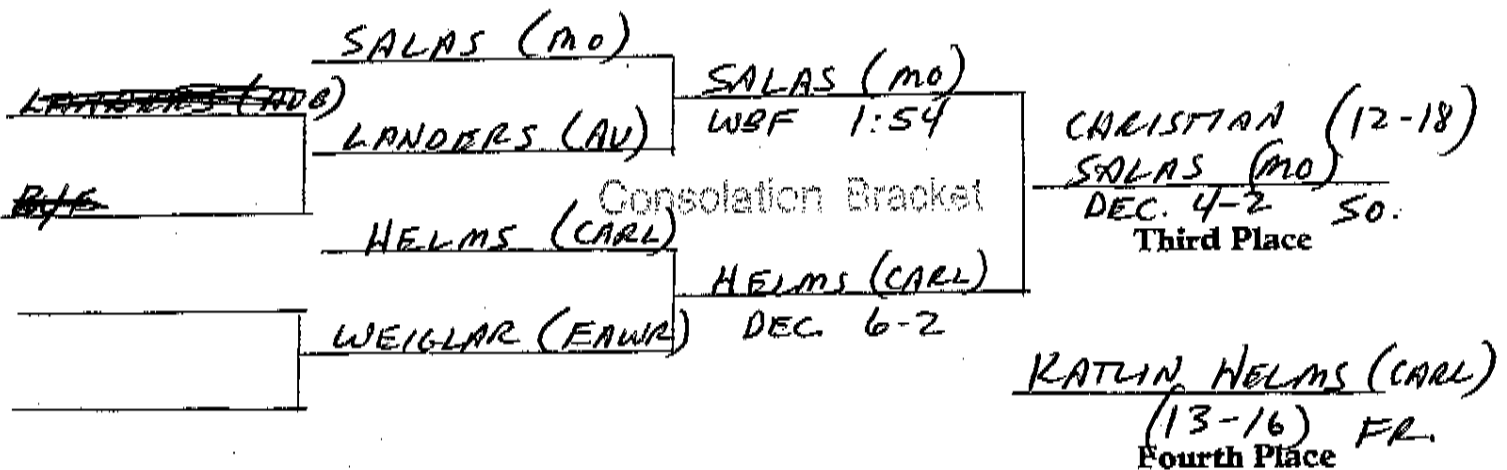 SALAS (MO)
LANDERS (AV)
SALAS (MO)
WBF 1:54
Consolation Bracket
HELMS (CARL)
WEIGLAR (EAWR)
HELMS (CARL)
DEC. 6-2
CHRISTIAN (12-18)
SALAS (MO)
DEC. 4-2 SO.
Third Place
KATLIN HELMS (CARL)
(13-16) FR.
Fourth Place